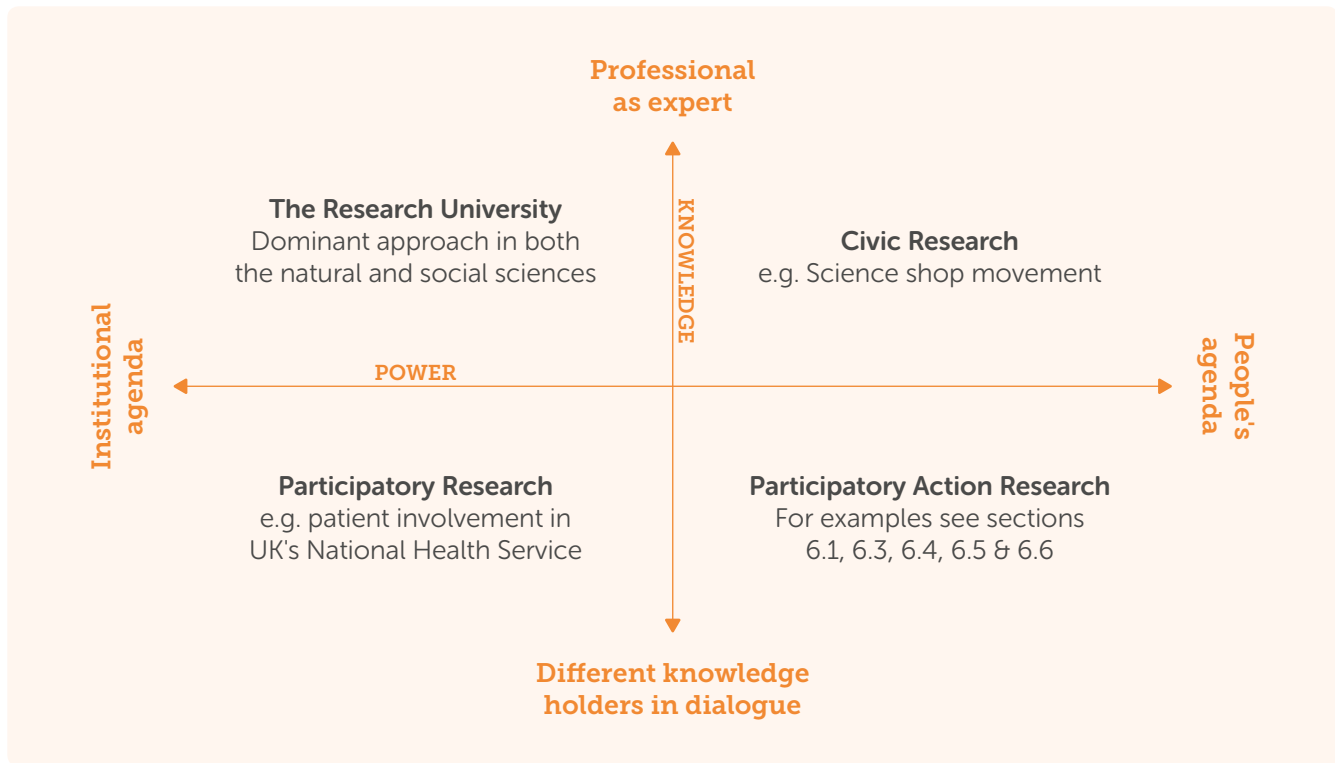 Professional
as expert
KNOWLEDGE
The Research University
Dominant approach in both
the natural and social sciences
Civic Research
e.g. Science shop movement
Institutional
agenda
POWER
People's
agenda
Participatory Research
e.g. patient involvement in
UK's National Health Service
Participatory Action Research
For examples see sections
6.1, 6.3, 6.4, 6.5 & 6.6
Different knowledge
holders in dialogue